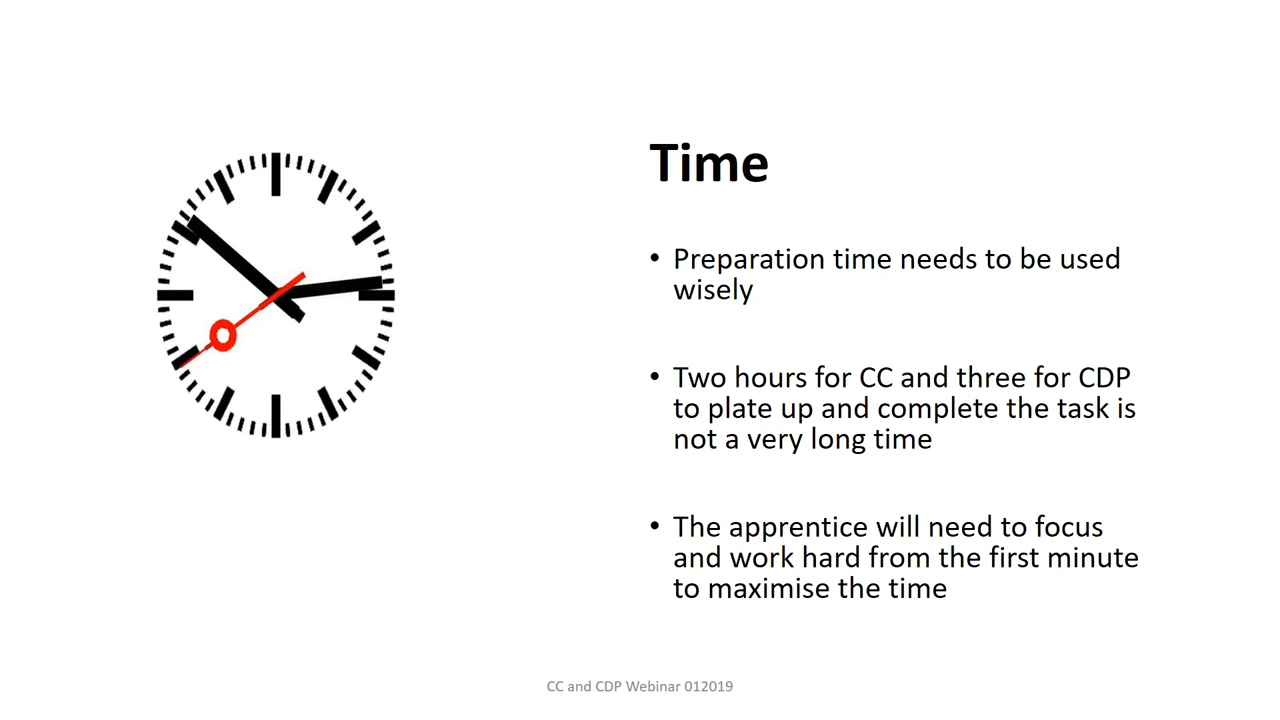 Time
• Preparation time needs to be used
wisely
• Two hours for CC and three for CDP
to plate up and complete the task is
not a very long time
• The apprentice will need to focus
and work hard from the first minute
to maximise the time
CC and CDP Webinar 012019